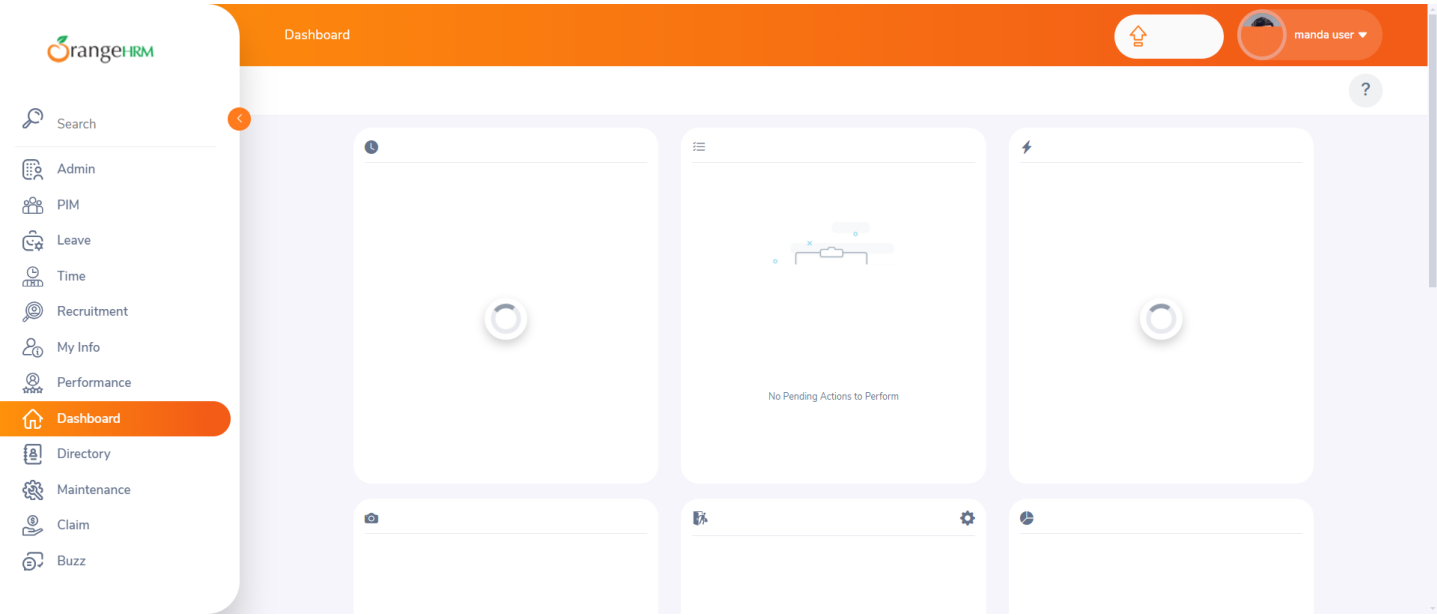 OrangeHRM
Dashboard
manda user
?
Search
Admin
PIM
Leave
Time
Recruitment
My Info
Performance
Dashboard
Directory
Maintenance
Claim
Buzz
No Pending Actions to Perform